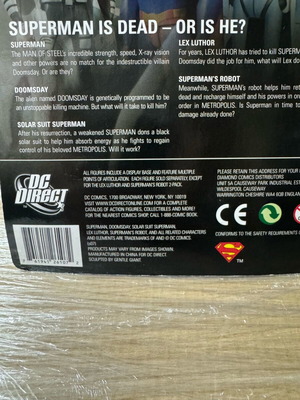 SUPERMAN IS DEAD – OR IS HE?
SUPERMAN
The MAN OF STEEL's incredible strength, speed, X-ray vision
and other powers are no match for the indestructible villain
Doomsday. Or are they?
DOOMSDAY
The alien named DOOMSDAY is genetically programmed to be
an unstoppable killing machine. But what will it take to kill him?
SOLAR SUIT SUPERMAN
After his resurrection, a weakened SUPERMAN dons a black
solar suit to help him absorb energy as he fights to regain
control of his beloved METROPOLIS. Will it work?
LEX LUTHOR
For years, LEX LUTHOR has tried to kill SUPERM
Doomsday did the job for him, what will Lex do
SUPERMAN'S ROBOT
Meanwhile, SUPERMAN's robot helps him ret
dead and recharge himself and his powers in or
order in METROPOLIS. Is Superman in time to
damage already done?
DC DIRECT
ALL FIGURES INCLUDE A DISPLAY BASE AND FEATURE MULTIPLE
POINTS OF ARTICULATION. EACH FIGURE SOLD SEPARATELY EXCEPT
FOR THE LEX LUTHOR AND SUPERMAN'S ROBOT 2 PACK.
DC COMICS, 1700 BROADWAY, NEW YORK, NY 10019
VISIT WWW.DCDIRECTONLINE.COM FOR A COMPLETE
CATALOG OF ACTION FIGURES, COLLECTIBLES AND MORE!
FOR THE NEAREST COMICS SHOP CALL 1-888-COMIC BOOK.
SUPERMAN, DOOMSDAY, SOLAR SUIT SUPERMAN,
LEX LUTHOR, SUPERMAN'S ROBOT, AND ALL RELATED CHARACTERS
AND ELEMENTS ARE TRADEMARKS OF AND © DC COMICS.
(s07)
PRODUCTS MAY VARY FROM IMAGES SHOWN.
MANUFACTURED IN CHINA FOR DC DIRECT
SCULPTED BY GENTLE GIANT.
PLEASE RETAIN THIS ADDRESS FOR YOUR
DIAMOND COMICS DISTRIBUTORS
UNIT 5A CAUSEWAY PARK INDUSTRIAL EST
WILDERSPOOL CAUSEWAY
WARRINGTON CHESHIRE WA4 6QE ENGLAND
CE
CONFORMS TO THE SAFETY REQUIREMENTS
S
TM